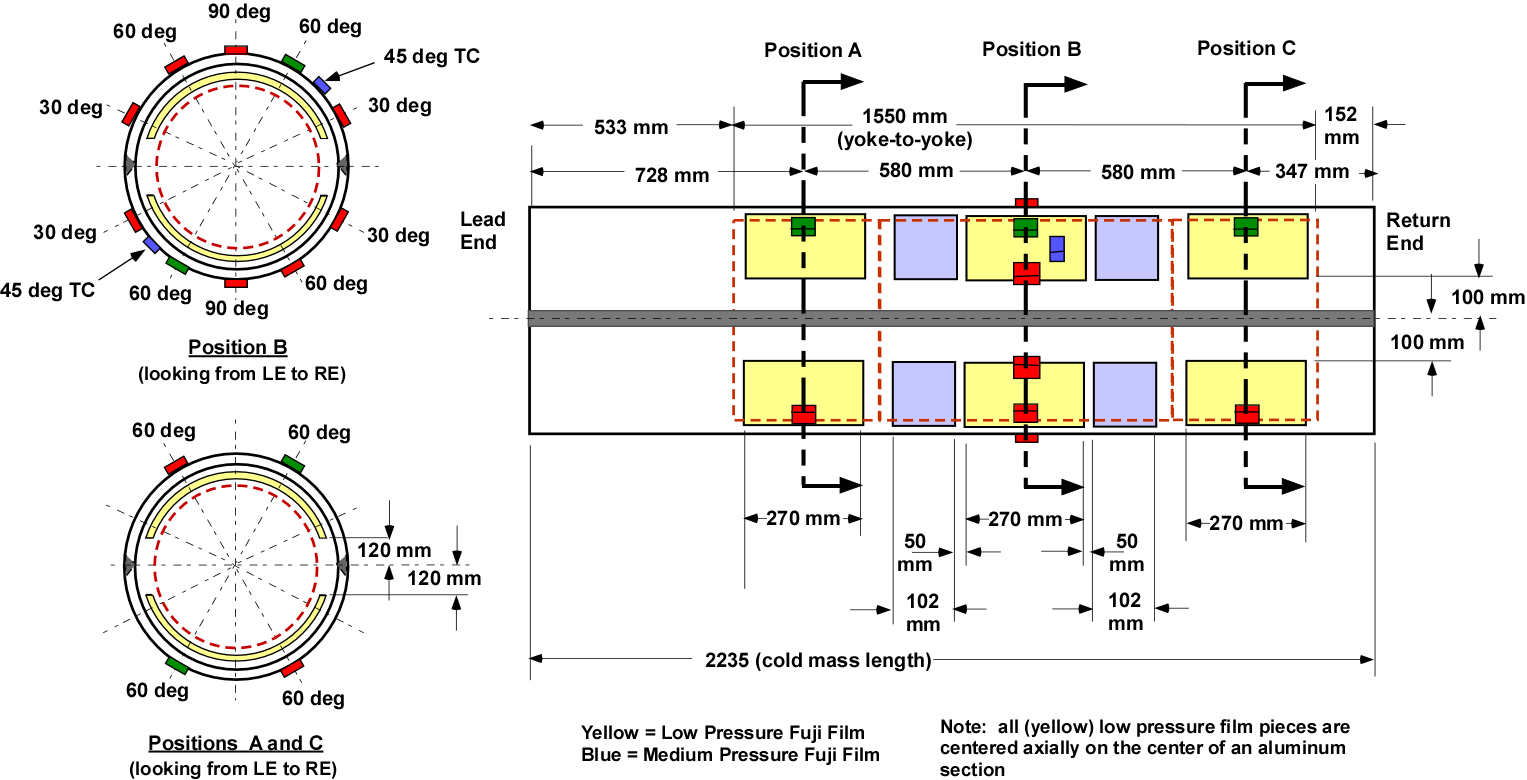 90 deg
60 deg
60 deg
45 deg TC
30 deg
30 deg
30 deg
30 deg
45 deg TC
60 deg
60 deg
90 deg
Position B
(looking from LE to RE)
60 deg
60 deg
120 mm
120 mm
60 deg
60 deg
Positions A and C
(looking from LE to RE)
Position A
Position B
Position C
533 mm
1550 mm
(yoke-to-yoke)
152
mm
728 mm
580 mm
580 mm
347 mm
Lead
End
Return
End
100 mm
100 mm
270 mm
270 mm
270 mm
50
mm
50
mm
102
mm
102
mm
2235 (cold mass length)
Yellow = Low Pressure Fuji Film
Blue = Medium Pressure Fuji Film
Note: all (yellow) low pressure film pieces are
centered axially on the center of an aluminum
section